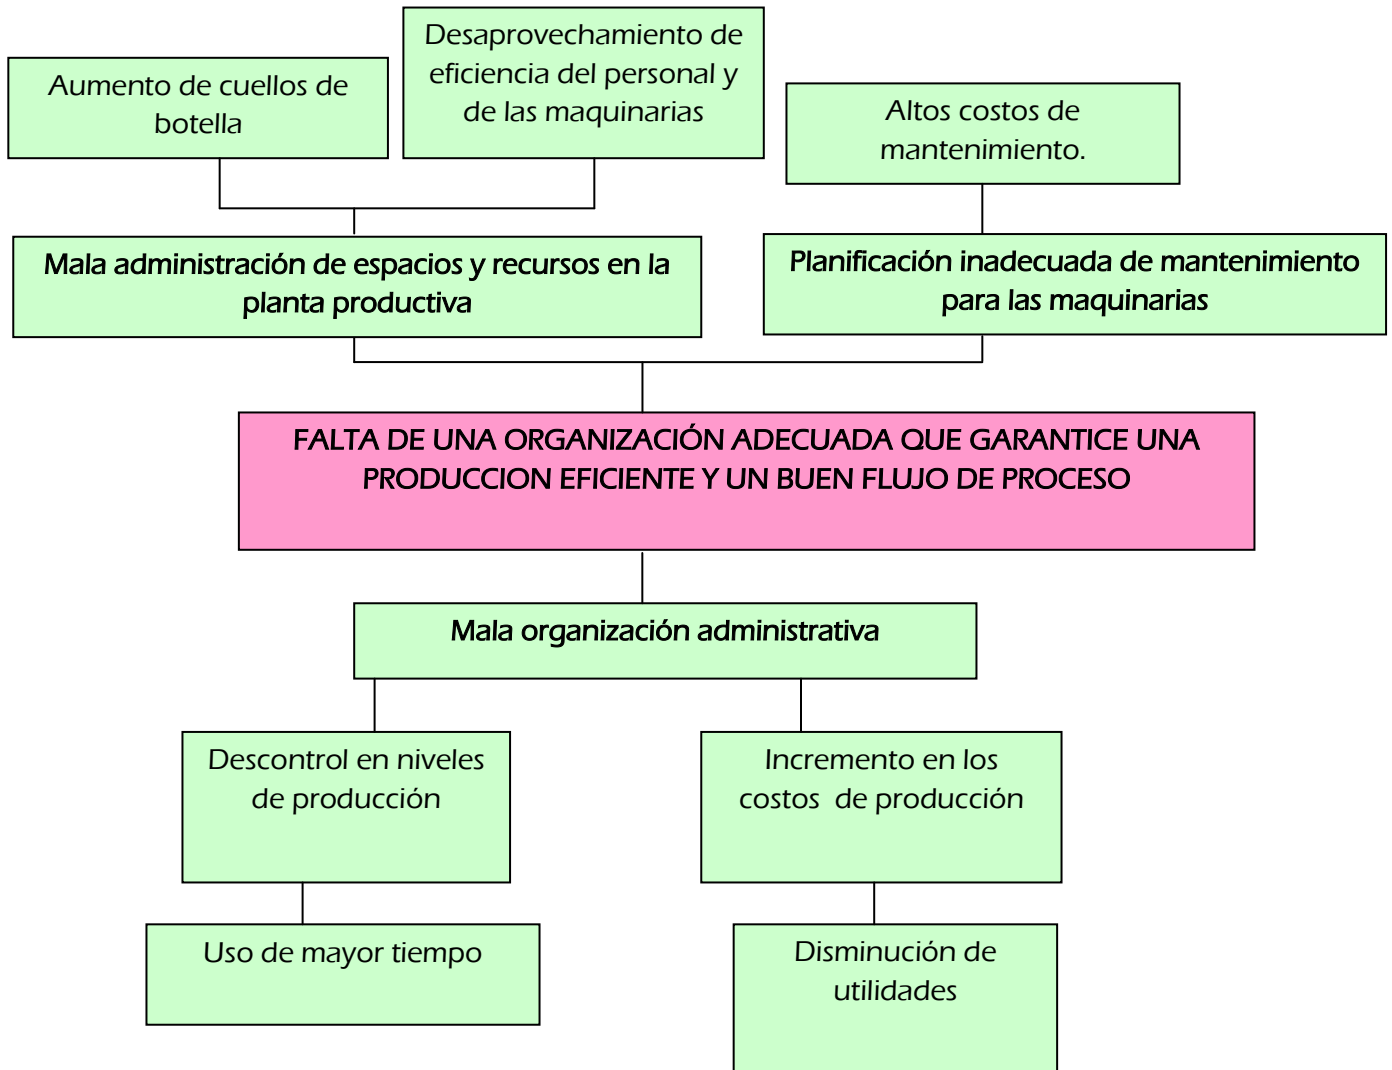 Desaprovechamiento de
eficiencia del personal y
de las maquinarias
Aumento de cuellos de
botella
Altos costos de
mantenimiento.
Mala administración de espacios y recursos en la
planta productiva
Planificación inadecuada de mantenimiento
para las maquinarias
FALTA DE UNA ORGANIZACIÓN ADECUADA QUE GARANTICE UNA
PRODUCCION EFICIENTE Y UN BUEN FLUJO DE PROCESO
Mala organización administrativa
Descontrol en niveles
de producción
Incremento en los
costos  de producción
Uso de mayor tiempo
Disminución de
utilidades